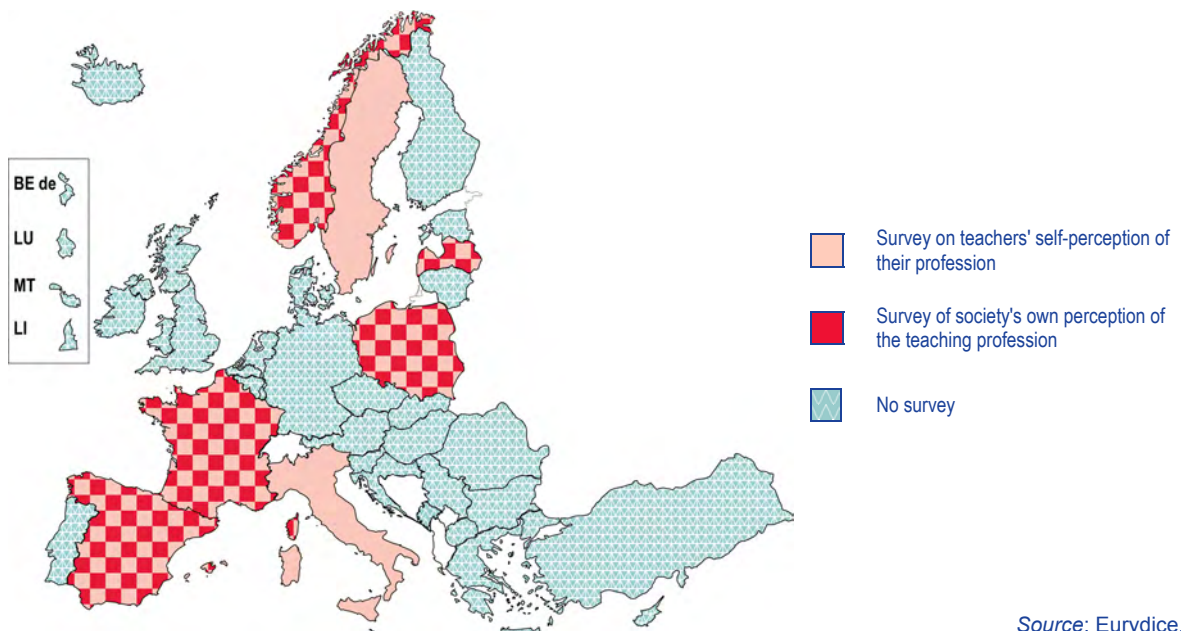 BE de
LU
MT
LI
Survey on teachers' self-perception of
their profession
Survey of society's own perception of
the teaching profession
No survey
Source: Eurydice.